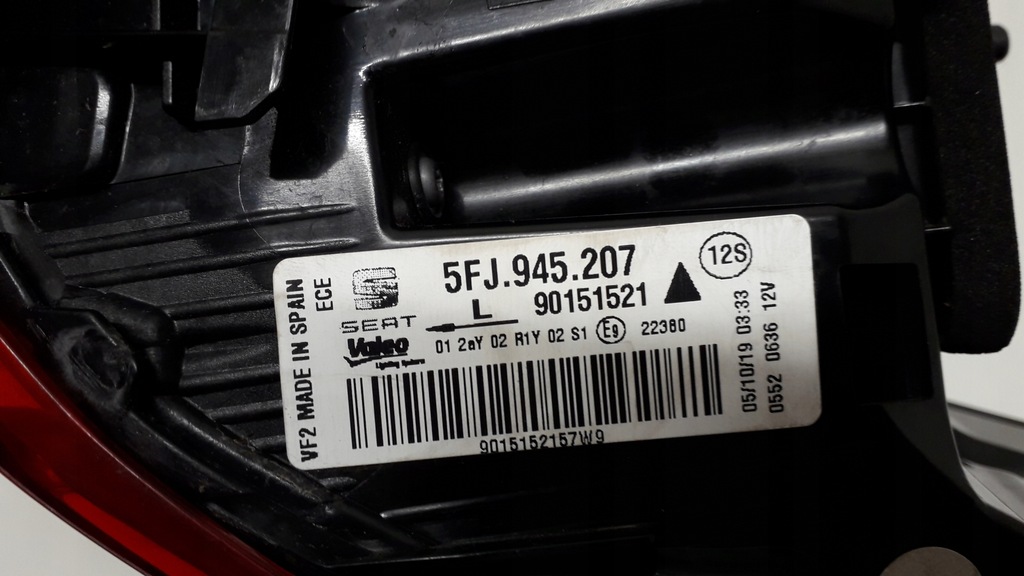 VF2 MADE IN SPAIN
ECE
SEAT
Valeo
Lighting Systems
5FJ.945.207
L
90151521
12S
01 2aY 02 R1Y 02 S1 E9 22380
9015152157W9
05/10/19 03:33
0552 0636 12V